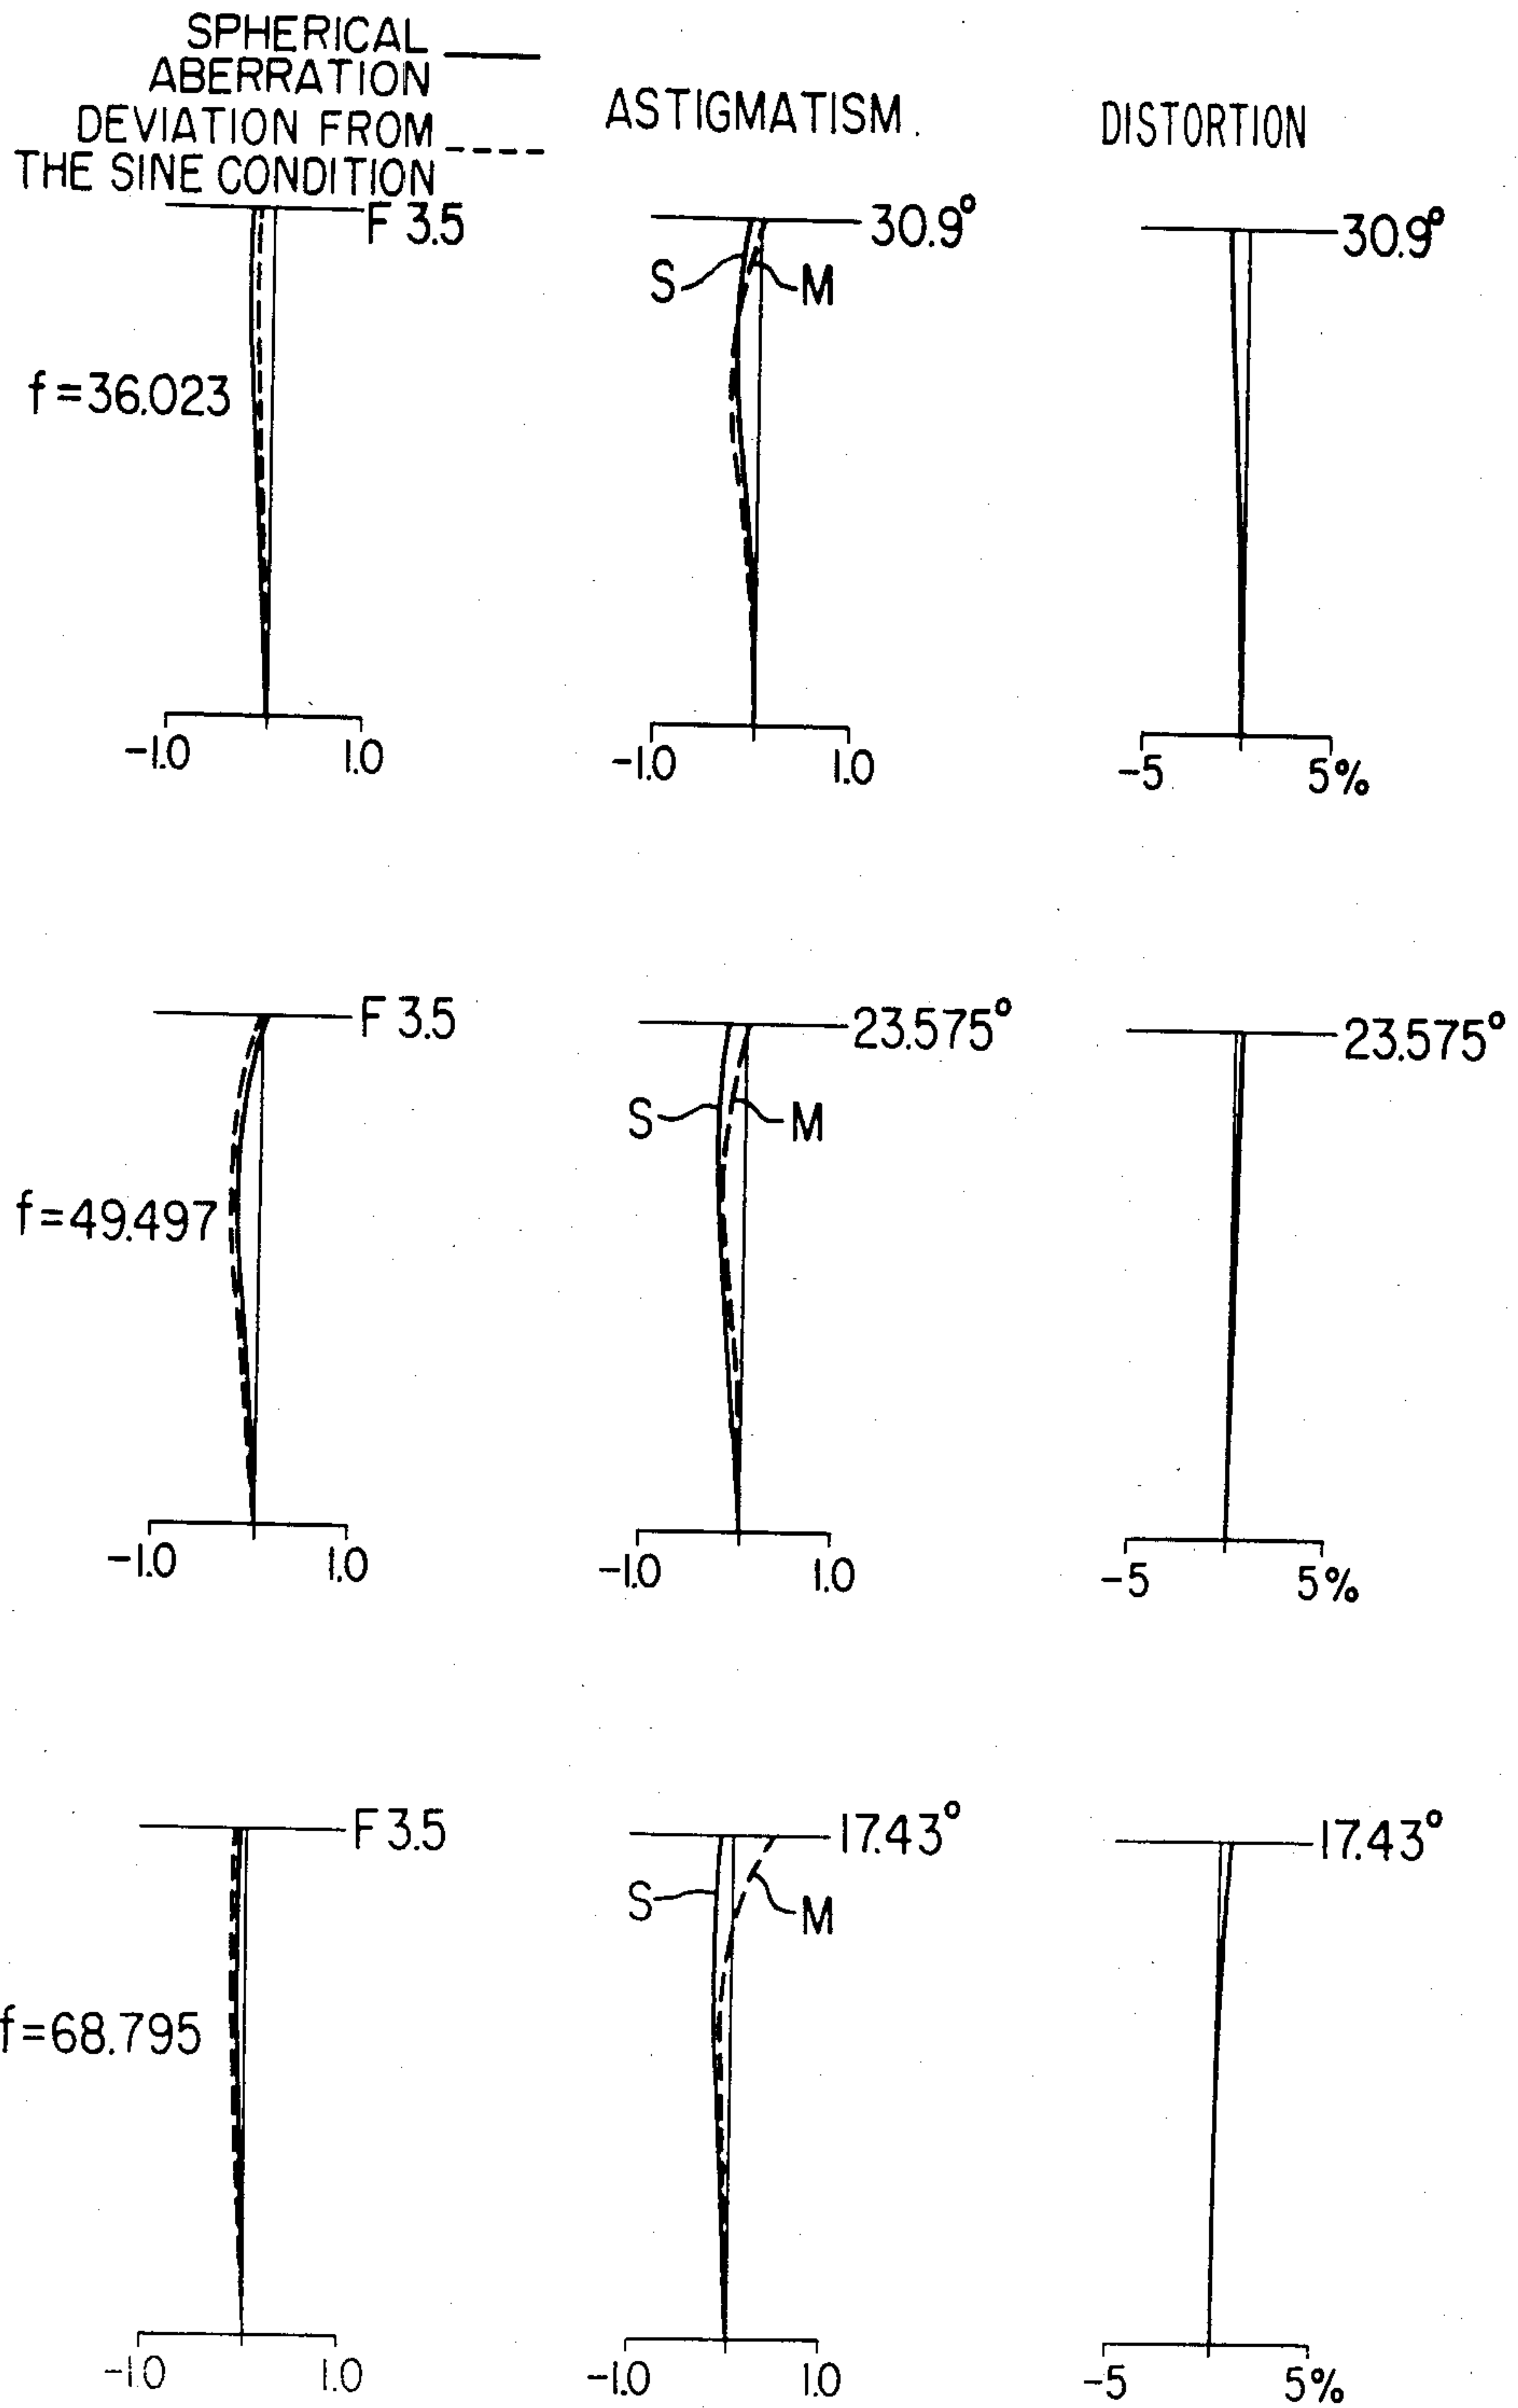 SPHERICAL
ABERRATION
DEVIATION FROM
THE SINE CONDITION
ASTIGMATISM.
DISTORTION
F 3.5
30.9°
30.9°
S
M
f=36.023
-1.0
1.0
-1.0
1.0
-5
5%
F 3.5
23.575°
23.575°
S
M
f=49.497
-1.0
1.0
-1.0
1.0
-5
5%
F 3.5
17.43°
17.43°
S
M
f=68.795
-1.0
1.0
-1.0
1.0
-5
5%